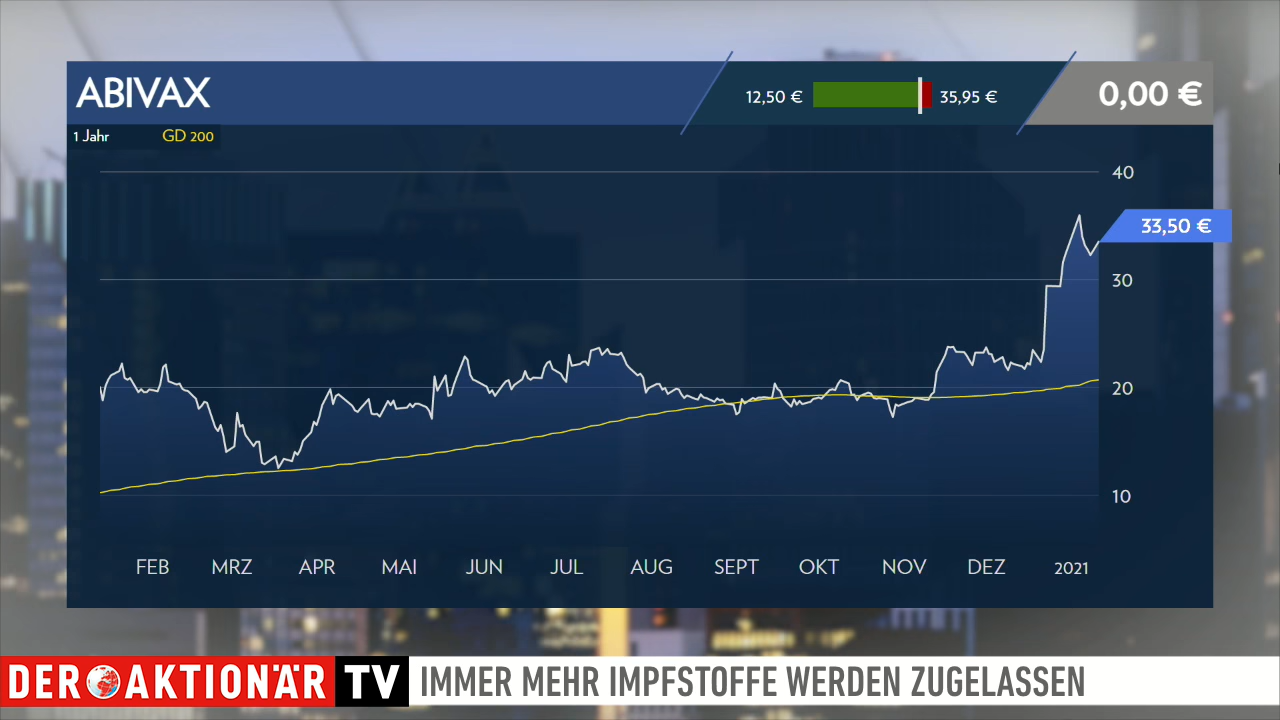 ABIVAX
12,50 € 35,95 € 0,00 €
1 Jahr GD 200
40
33,50 €
30
20
10
FEB MRZ APR MAI JUN JUL AUG SEPT OKT NOV DEZ 2021
DER AKTIONÄR TV IMMER MEHR IMPFSTOFFE WERDEN ZUGELASSEN